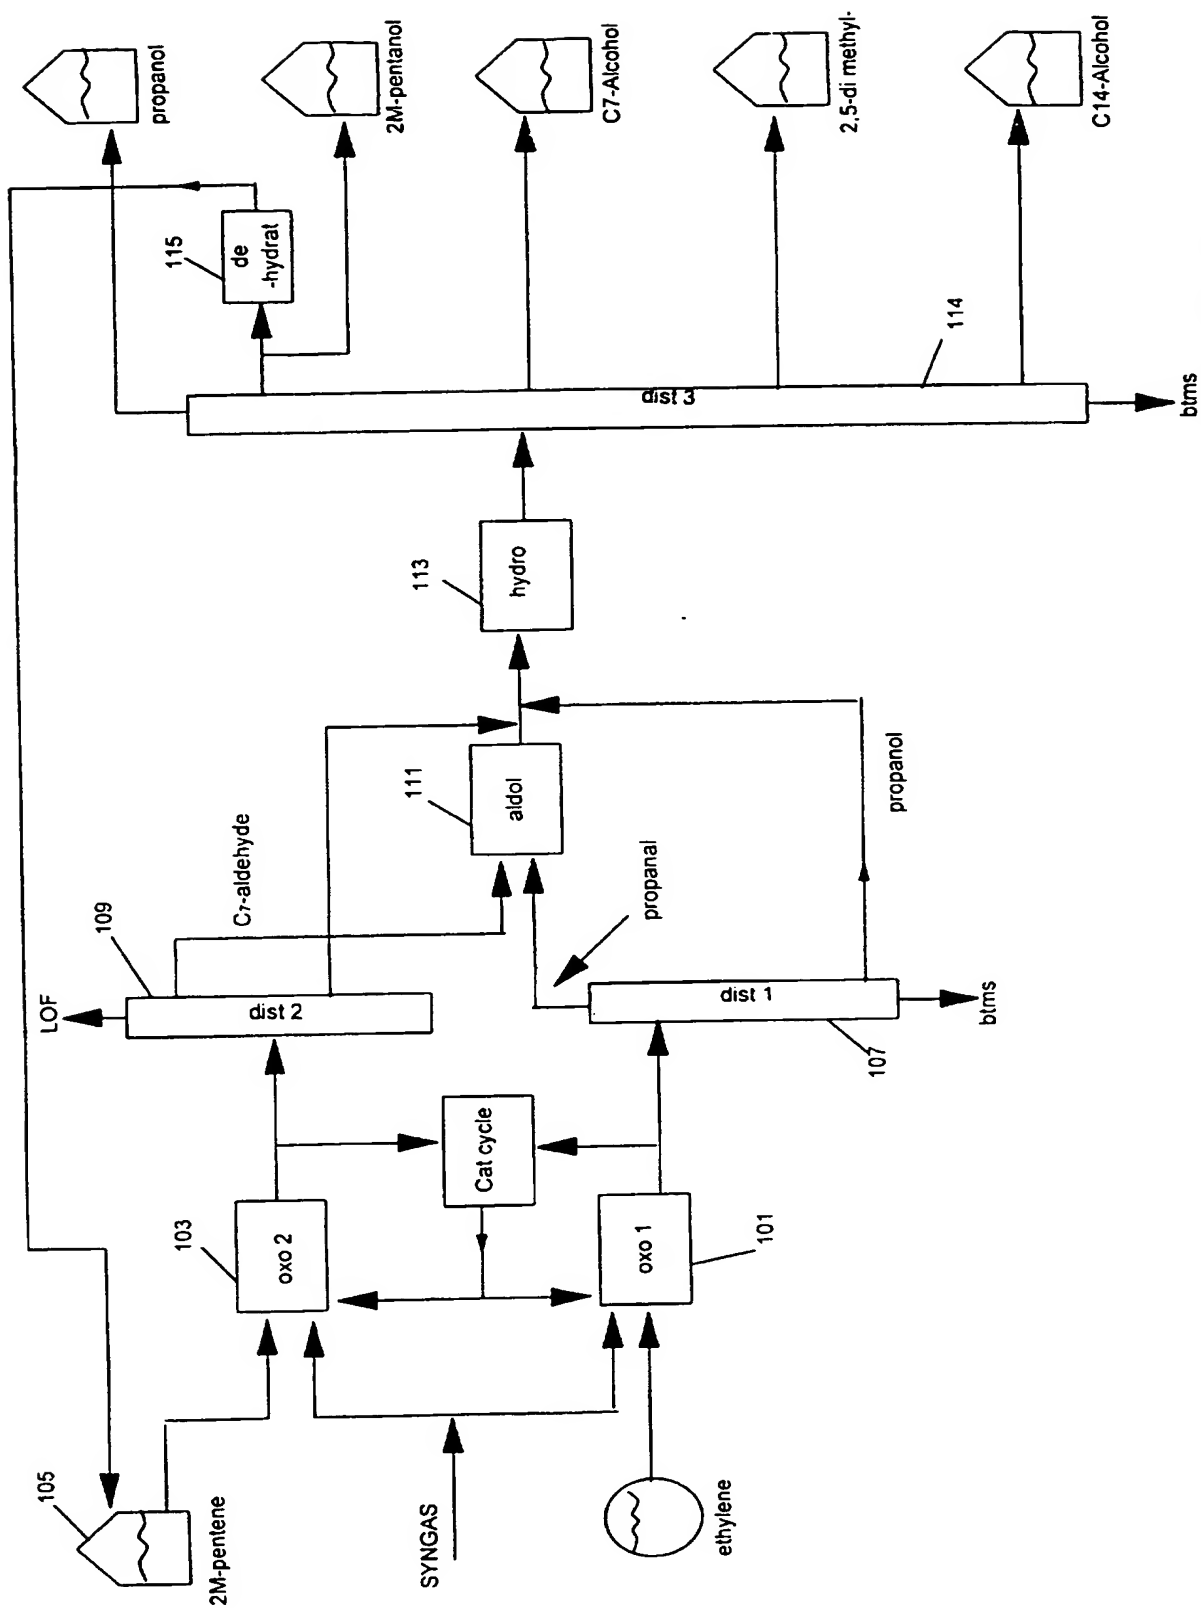 105
LOF
109
propanol
115
103
2M-pentene
C7-aldehyde
de
-hydrat
oxo 2
dist 2
2M-pentanol
111
113
SYNGAS
Cat cycle
aldol
hydro
C7-Alcohol
oxo 1
propanal
dist 3
ethylene
dist 1
101
2,5-di methyl-
107
propanol
114
btms
C14-Alcohol
btms